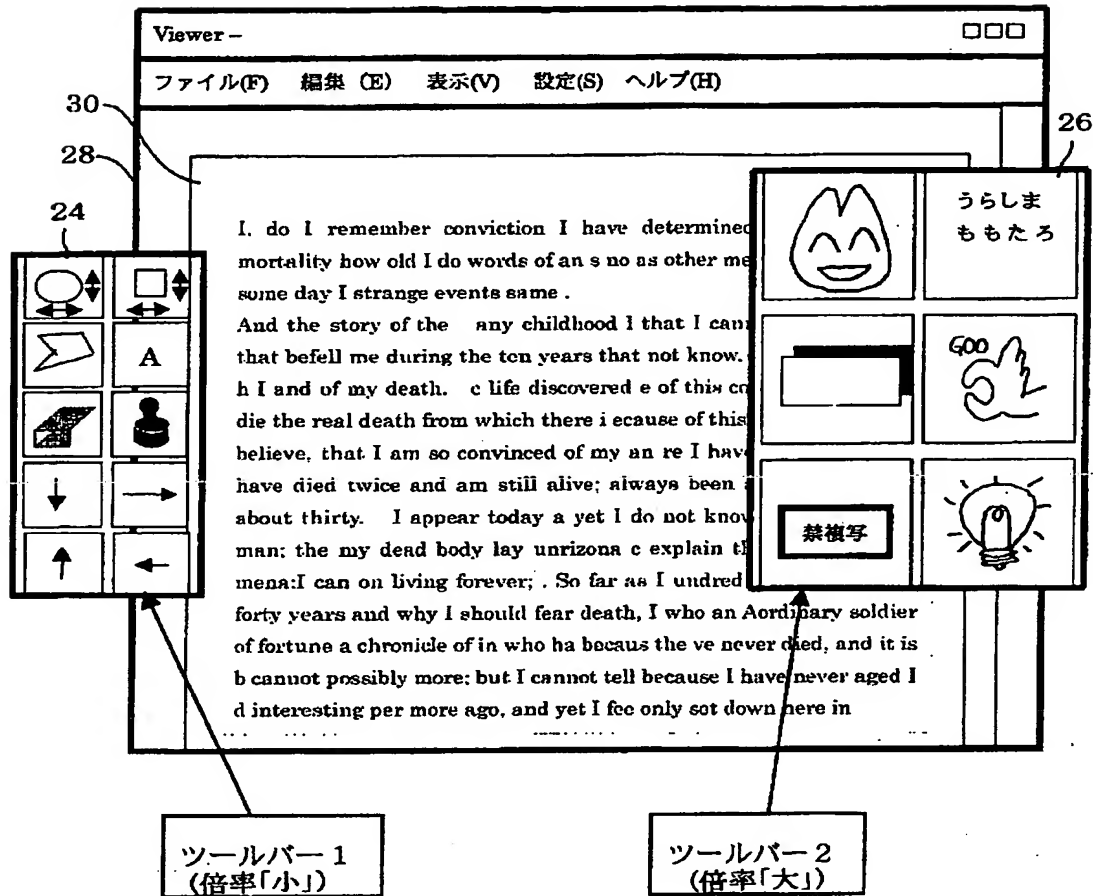 Viewer –
ファイル(F) 編集 (E) 表示(V) 設定(S) ヘルプ(H)
30
28
26
24
A
うらしま
ももたろ
GOO
禁複写
I. do I remember conviction I have determined
mortality how old I do words of an s no as other me
some day I strange events same .
And the story of the any childhood l that I can
that befell me during the ten years that not know.
h I and of my death. c life discovered e of this co
die the real death from which there i ecause of this
believe, that I am so convinced of my an re I hav
have died twice and am still alive; always been
about thirty. I appear today a yet I do not know
man; the my dead body lay unrizona c explain th
mena:I can on living forever; . So far as I undred
forty years and why I should fear death, I who an Aordinary soldier
of fortune a chronicle of in who ha becaus the ve never died, and it is
b cannot possibly more; but I cannot tell because I have never aged I
d interesting per more ago, and yet I fee only set down here in
ツールバー1
(倍率「小」)
ツールバー2
(倍率「大」)